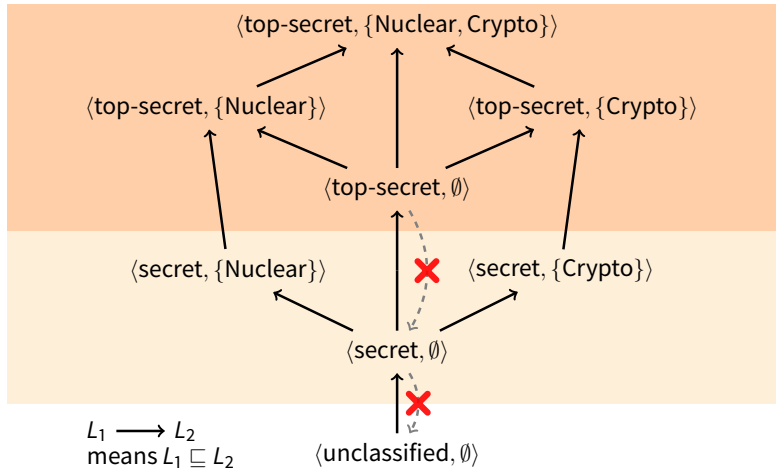 ⟨top-secret, {Nuclear, Crypto}⟩
⟨top-secret, {Nuclear}⟩
⟨top-secret, {Crypto}⟩
⟨top-secret, ∅⟩
⟨secret, {Nuclear}⟩
⟨secret, {Crypto}⟩
⟨secret, ∅⟩
L₁ ⟶ L₂
means L₁ ⊑ L₂
⟨unclassified, ∅⟩